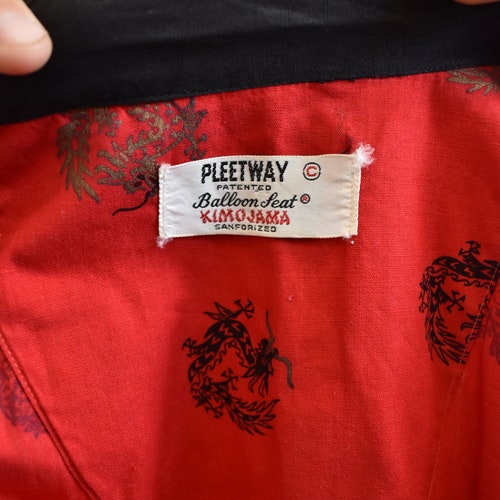 PLEETWAY ©
PATENTED
Balloon Seat ®
KIMOJAMA
SANFORIZED